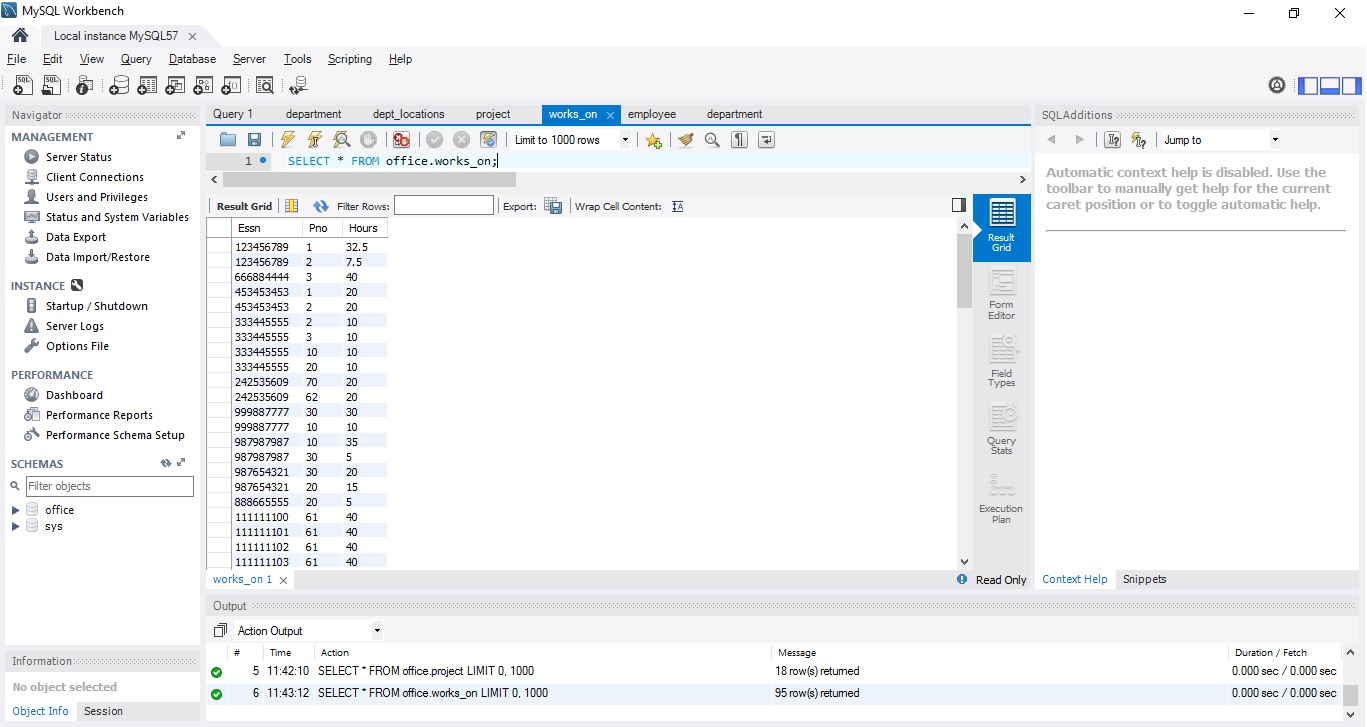 MySQL Workbench
Local instance MySQL57
File Edit View Query Database Server Tools Scripting Help
Navigator
MANAGEMENT
Server Status
Client Connections
Users and Privileges
Status and System Variables
Data Export
Data Import/Restore
INSTANCE
Startup / Shutdown
Server Logs
Options File
PERFORMANCE
Dashboard
Performance Reports
Performance Schema Setup
SCHEMAS
Filter objects
office
sys
Information
No object selected
Object Info Session
Query 1 department dept_locations project works_on employee department
Limit to 1000 rows
1 SELECT * FROM office.works_on;
Result Grid Filter Rows: Export: Wrap Cell Content:
Essn Pno Hours
123456789 1 32.5
123456789 2 7.5
666884444 3 40
453453453 1 20
453453453 2 20
333445555 2 10
333445555 3 10
333445555 10 10
333445555 20 10
242535609 70 20
242535609 62 20
999887777 30 30
999887777 10 10
987987987 10 35
987987987 30 5
987654321 30 20
987654321 20 15
888665555 20 5
111111100 61 40
111111101 61 40
111111102 61 40
111111103 61 40
Result
Grid
Form
Editor
Field
Types
Query
Stats
Execution
Plan
works_on 1
Read Only
SQLAdditions
Jump to
Automatic context help is disabled. Use the
toolbar to manually get help for the current
caret position or to toggle automatic help.
Context Help Snippets
Output
Action Output
# Time Action Message Duration / Fetch
5 11:42:10 SELECT * FROM office.project LIMIT 0, 1000 18 row(s) returned 0.000 sec / 0.000 sec
6 11:43:12 SELECT * FROM office.works_on LIMIT 0, 1000 95 row(s) returned 0.000 sec / 0.000 sec